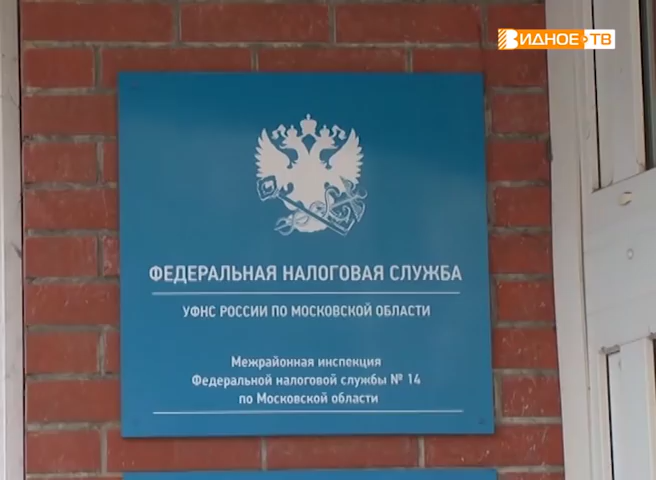 ВИДНОЕ ТВ
ФЕДЕРАЛЬНАЯ НАЛОГОВАЯ СЛУЖБА
УФНС РОССИИ ПО МОСКОВСКОЙ ОБЛАСТИ
Межрайонная инспекция
Федеральной налоговой службы № 14
по Московской области